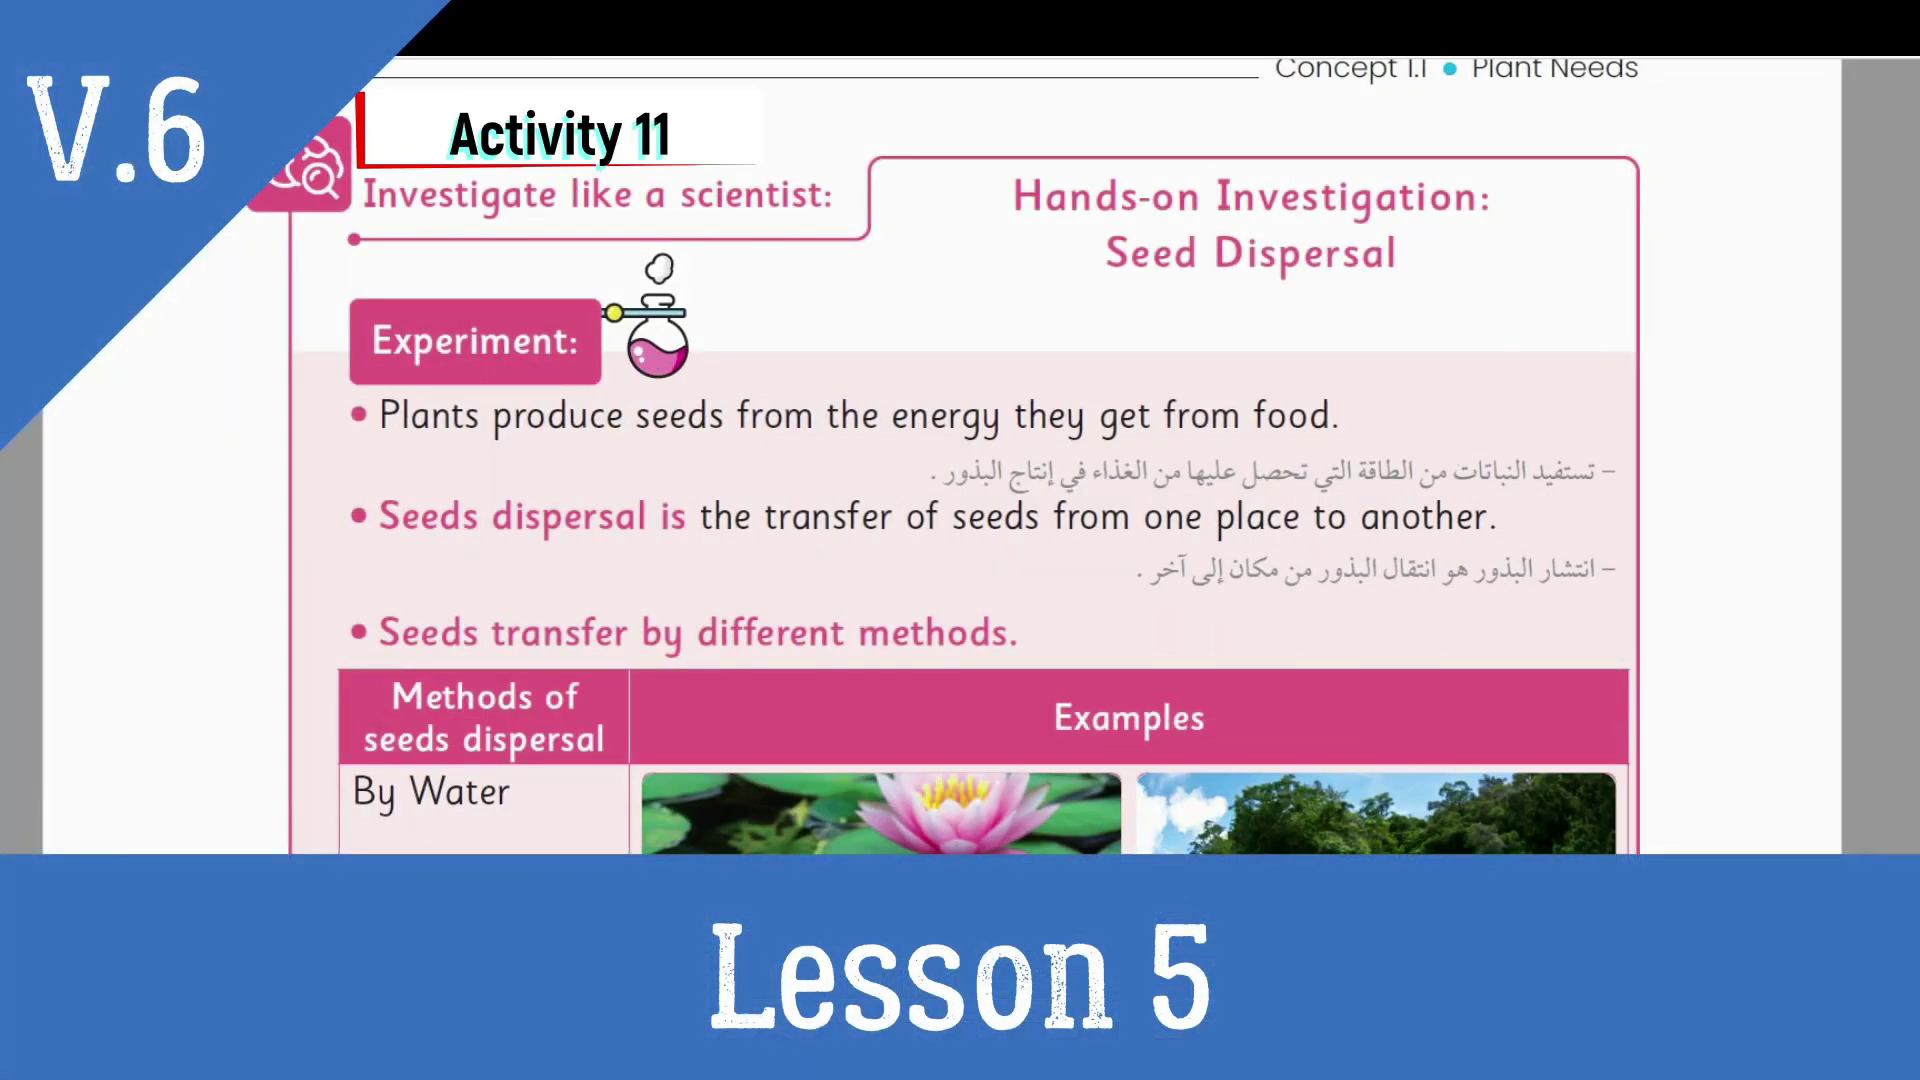 V.6
Concept 1.1 • Plant Needs
Activity 11
Investigate like a scientist:
Hands-on Investigation:
Seed Dispersal
Experiment:
• Plants produce seeds from the energy they get from food.
– تستفيد النباتات من الطاقة التي تحصل عليها من الغذاء في إنتاج البذور .
• Seeds dispersal is the transfer of seeds from one place to another.
– انتشار البذور هو انتقال البذور من مكان إلى آخر .
• Seeds transfer by different methods.
Methods of
seeds dispersal
Examples
By Water
Lesson 5